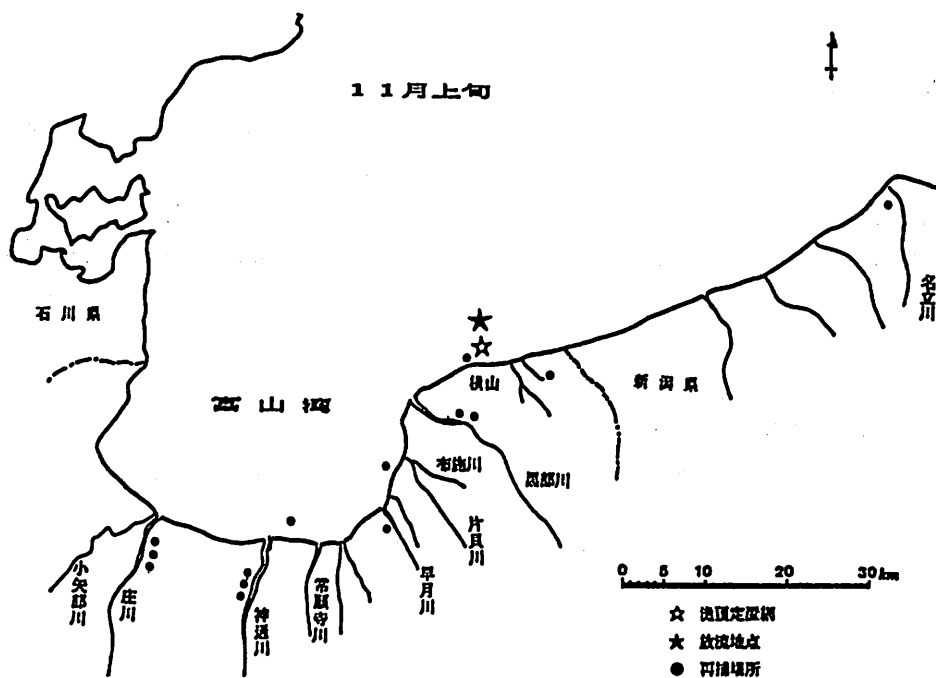 11月上旬
石川県
富山湾
横山
新潟県
名立川
布施川
黒部川
片貝川
早月川
常願寺川
神通川
庄川
小矢部川
0 5 10 20 30km
放流地点
再捕場所